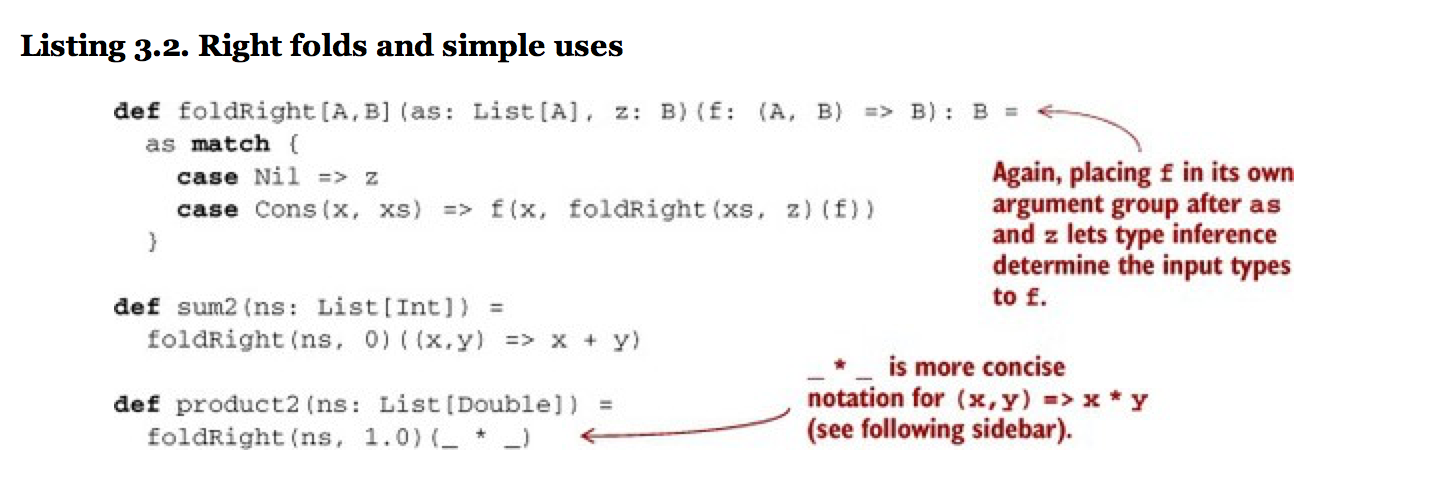 Listing 3.2. Right folds and simple uses
def foldRight[A,B](as: List[A], z: B)(f: (A, B) => B): B =
as match {
case Nil => z
case Cons(x, xs) => f(x, foldRight(xs, z)(f))
}
Again, placing f in its own
argument group after as
and z lets type inference
determine the input types
to f.
def sum2(ns: List[Int]) =
foldRight(ns, 0)((x,y) => x + y)
def product2(ns: List[Double]) =
foldRight(ns, 1.0)(_ * _)
_ * _ is more concise
notation for (x,y) => x * y
(see following sidebar).